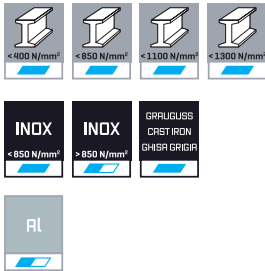 <400 N/mm² <850 N/mm² <1100 N/mm² <1300 N/mm²
INOX INOX GRAUGUSS
CAST IRON
GHISA GRIGIA
<850 N/mm² >850 N/mm²
Al